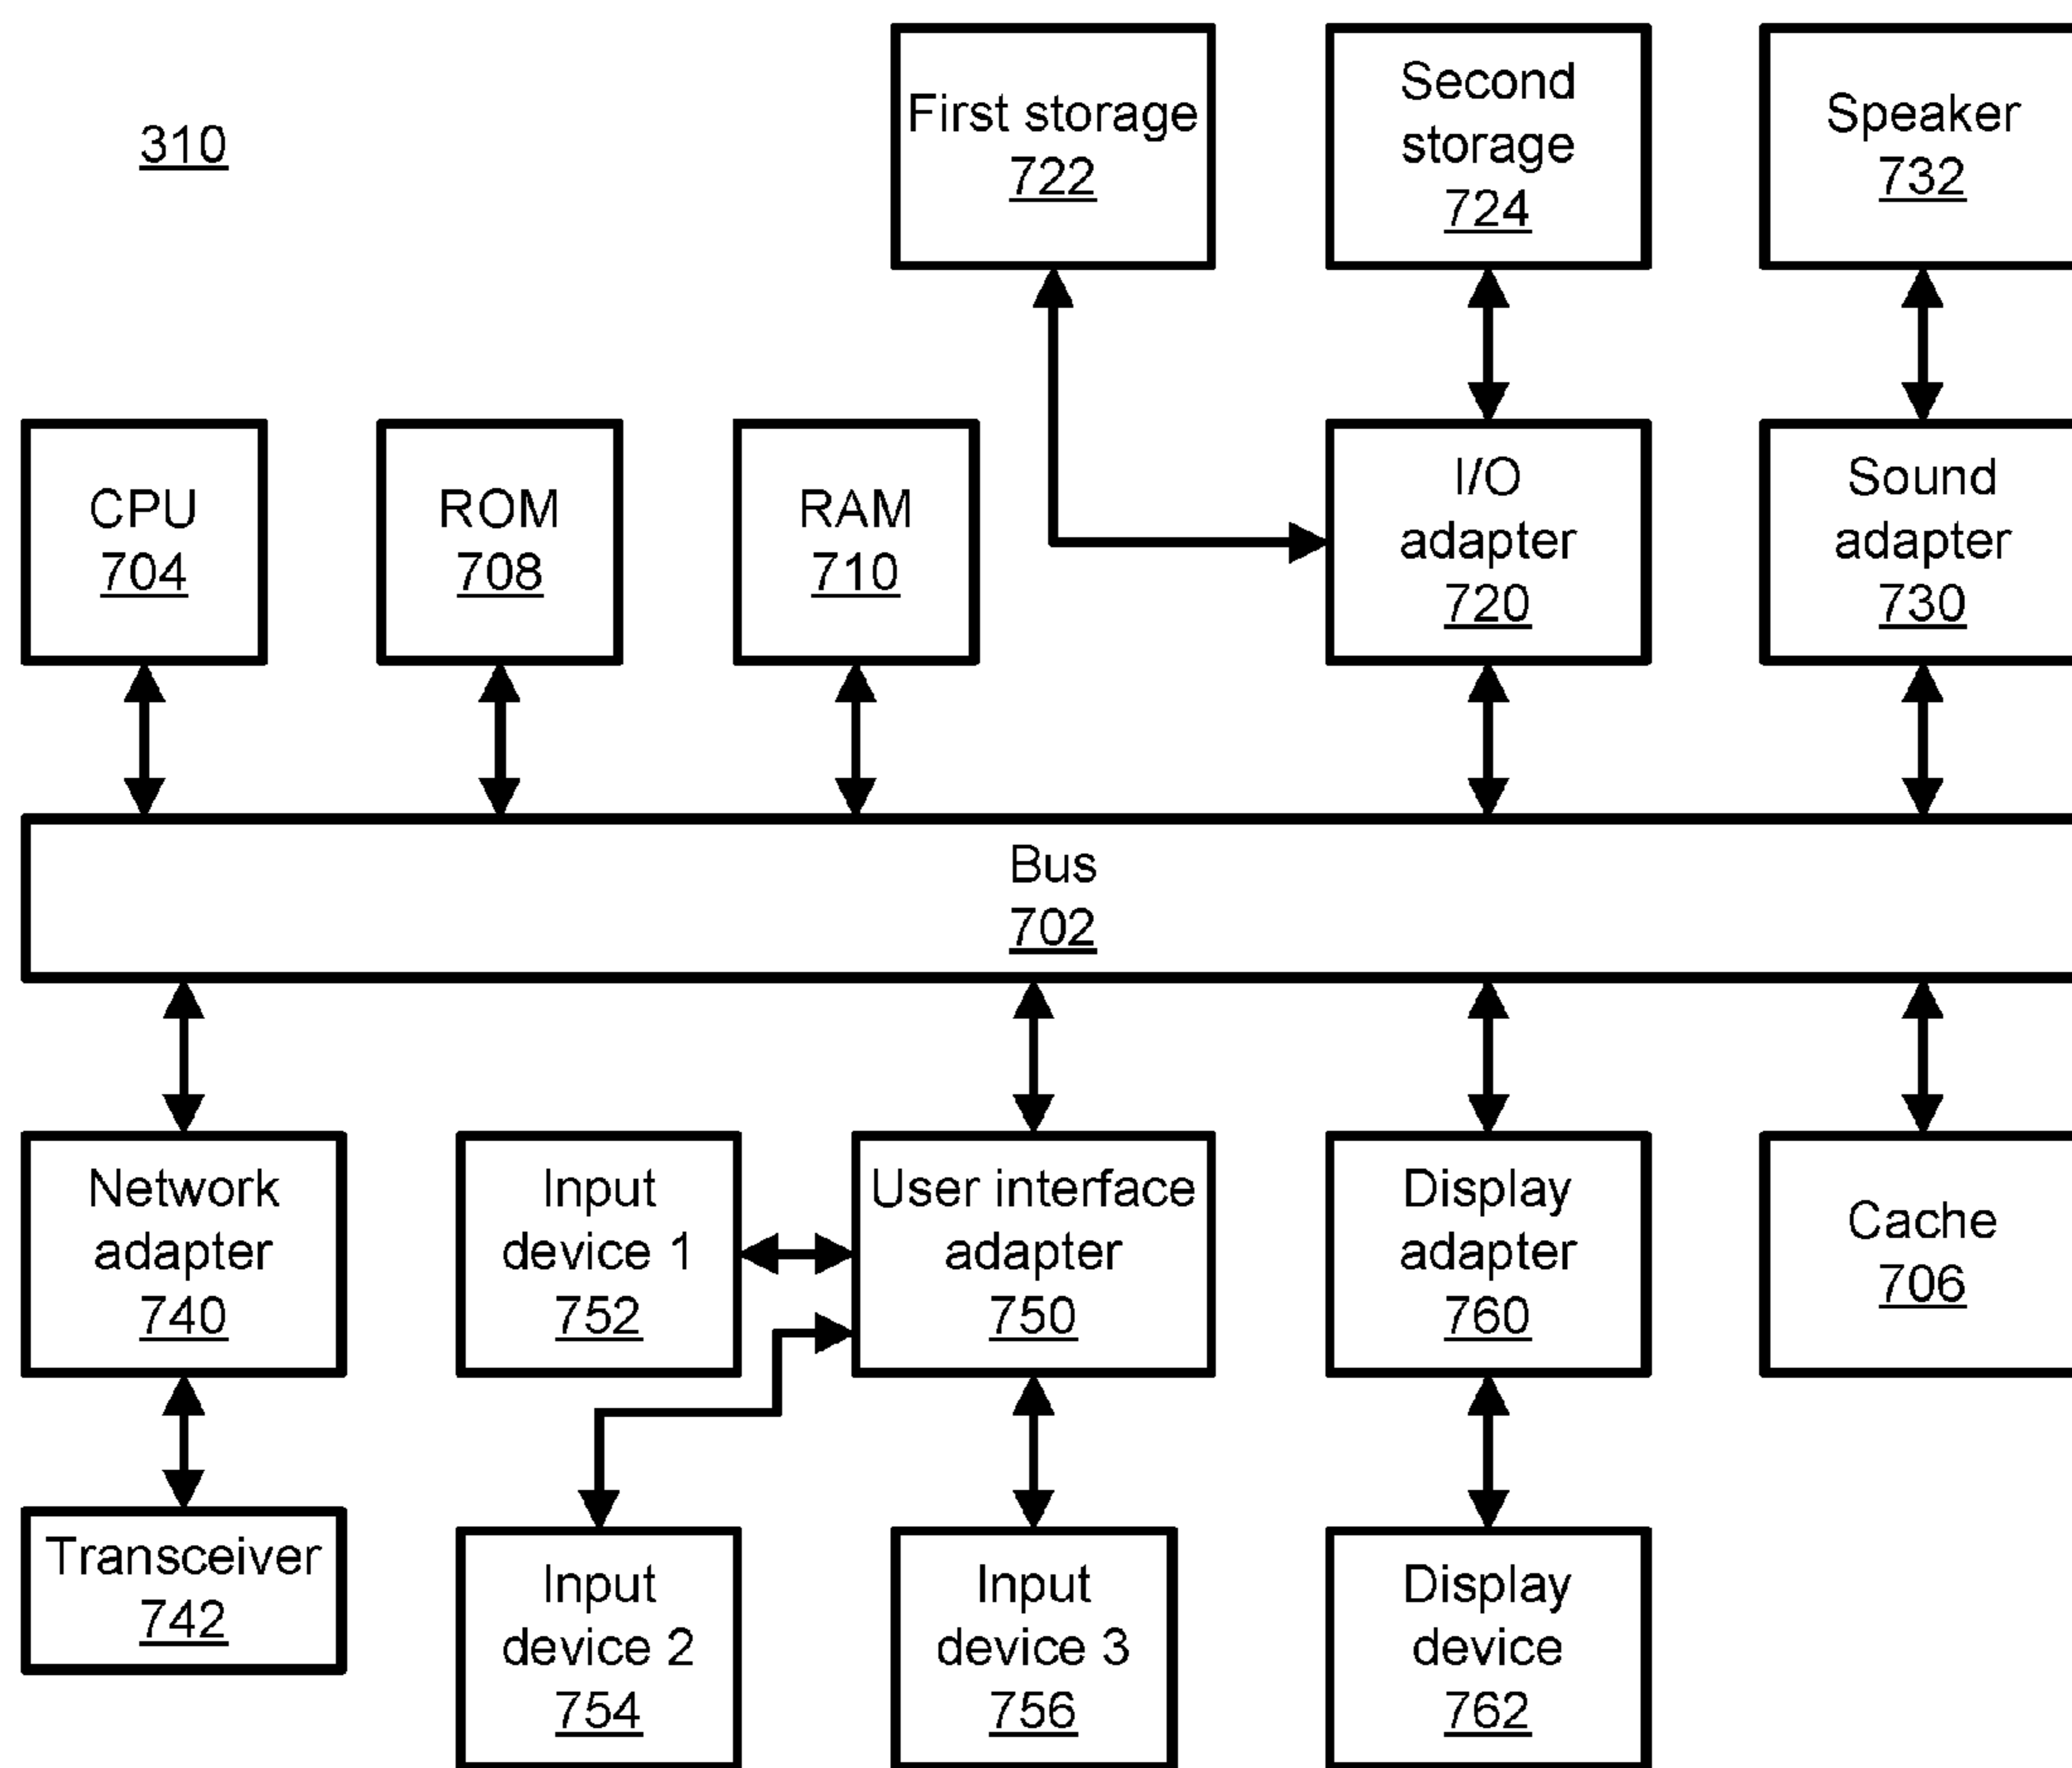 310
First storage
722
Second
storage
724
Speaker
732
CPU
704
ROM
708
RAM
710
I/O
adapter
720
Sound
adapter
730
Bus
702
Network
adapter
740
Input
device 1
752
User interface
adapter
750
Display
adapter
760
Cache
706
Transceiver
742
Input
device 2
754
Input
device 3
756
Display
device
762